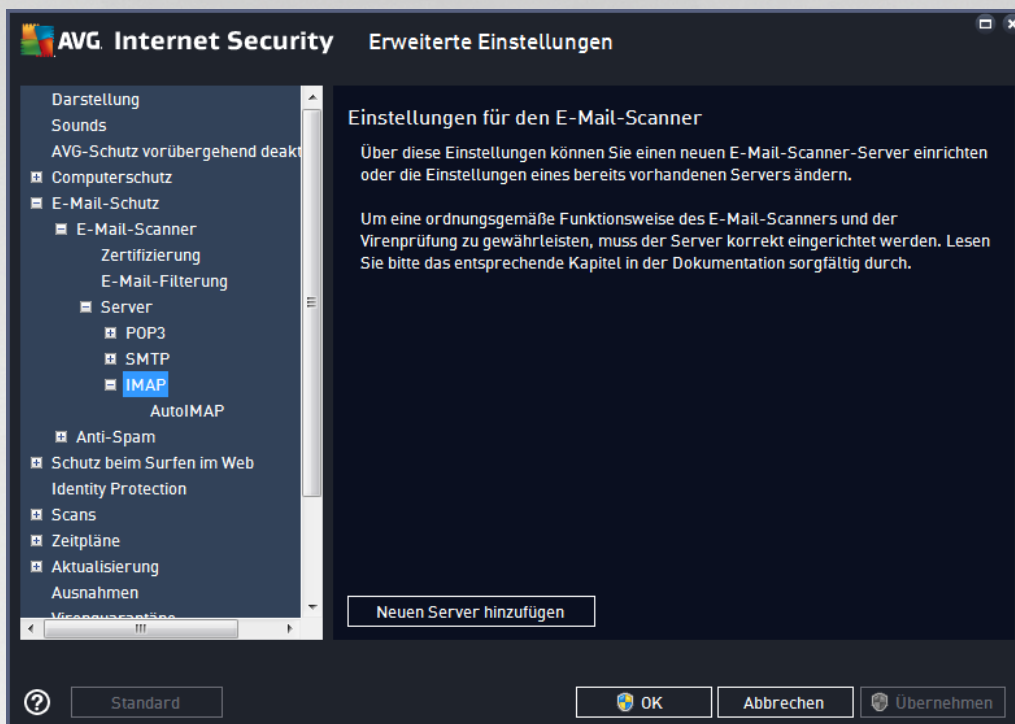 AVG. Internet Security Erweiterte Einstellungen
Darstellung
Sounds
AVG-Schutz vorübergehend deakt
Computerschutz
E-Mail-Schutz
E-Mail-Scanner
Zertifizierung
E-Mail-Filterung
Server
POP3
SMTP
IMAP
AutoIMAP
Anti-Spam
Schutz beim Surfen im Web
Identity Protection
Scans
Zeitpläne
Aktualisierung
Ausnahmen
Virenquarantäne
Einstellungen für den E-Mail-Scanner
Über diese Einstellungen können Sie einen neuen E-Mail-Scanner-Server einrichten
oder die Einstellungen eines bereits vorhandenen Servers ändern.
Um eine ordnungsgemäße Funktionsweise des E-Mail-Scanners und der
Virenprüfung zu gewährleisten, muss der Server korrekt eingerichtet werden. Lesen
Sie bitte das entsprechende Kapitel in der Dokumentation sorgfältig durch.
Neuen Server hinzufügen
? Standard OK Abbrechen Übernehmen